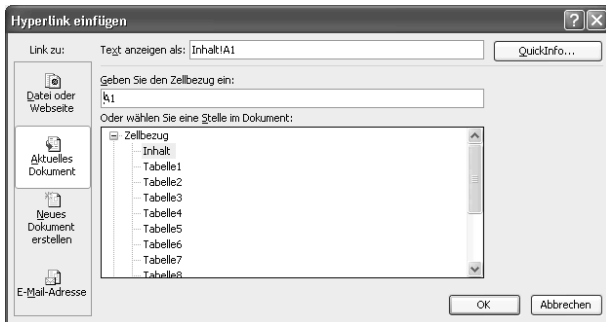 Hyperlink einfügen
Link zu:
Text anzeigen als: Inhalt!A1
QuickInfo...
Datei oder
Webseite
Aktuelles
Dokument
Neues
Dokument
erstellen
E-Mail-Adresse
Geben Sie den Zellbezug ein:
A1
Oder wählen Sie eine Stelle im Dokument:
Zellbezug
Inhalt
Tabelle1
Tabelle2
Tabelle3
Tabelle4
Tabelle5
Tabelle6
Tabelle7
Tabelle8
OK
Abbrechen